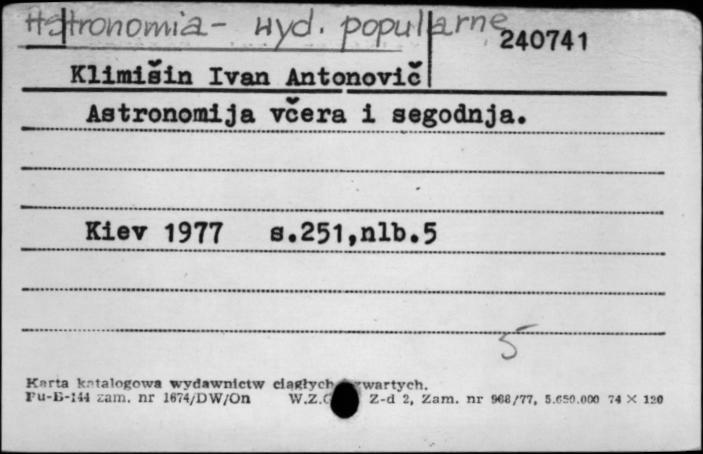 Astronomia - wyd. popularne
240741
Klimišin Ivan Antonovič
Astronomija včera i segodnja.
Kiev 1977 s.251,nlb.5
5
Karta katalogowa wydawnictw ciągłych zwartych.
Pu-B-144 zam. nr 1674/DW/On W.Z.G. Z-d 2, Zam. nr 968/77, 5.650.000 74 × 120